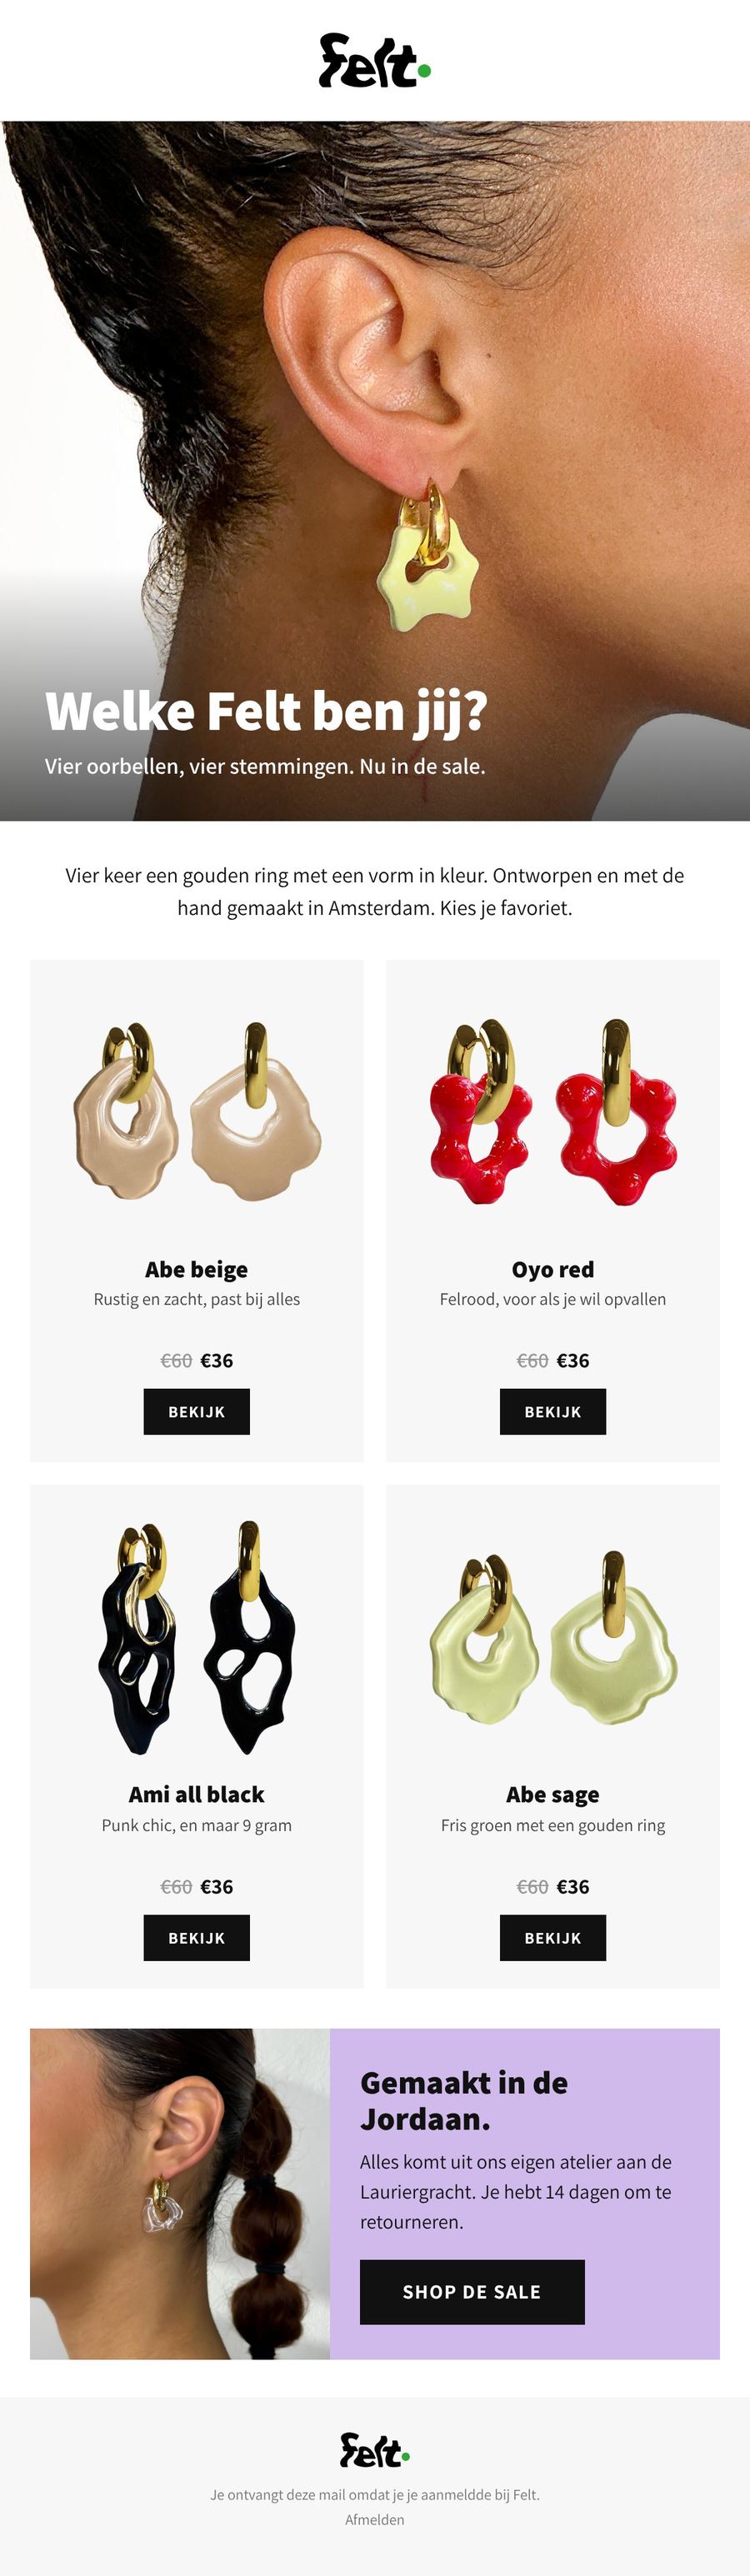 Felt.
Welke Felt ben jij?
Vier oorbellen, vier stemmingen. Nu in de sale.
Vier keer een gouden ring met een vorm in kleur. Ontworpen en met de
hand gemaakt in Amsterdam. Kies je favoriet.
Abe beige
Rustig en zacht, past bij alles
€60 €36
BEKIJK
Oyo red
Felrood, voor als je wil opvallen
€60 €36
BEKIJK
Ami all black
Punk chic, en maar 9 gram
€60 €36
BEKIJK
Abe sage
Fris groen met een gouden ring
€60 €36
BEKIJK
Gemaakt in de
Jordaan.
Alles komt uit ons eigen atelier aan de
Lauriergracht. Je hebt 14 dagen om te
retourneren.
SHOP DE SALE
Felt.
Je ontvangt deze mail omdat je je aanmeldde bij Felt.
Afmelden